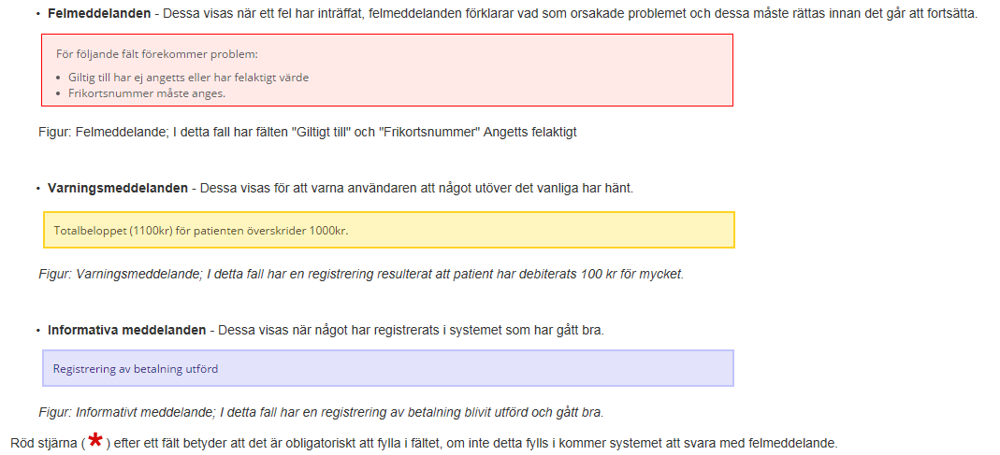 • Felmeddelanden - Dessa visas när ett fel har inträffat, felmeddelanden förklarar vad som orsakade problemet och dessa måste rättas innan det går att fortsätta.
För följande fält förekommer problem:
• Giltig till har ej angetts eller har felaktigt värde
• Frikortsnummer måste anges.
Figur: Felmeddelande; I detta fall har fälten "Giltigt till" och "Frikortsnummer" Angetts felaktigt
• Varningsmeddelanden - Dessa visas för att varna användaren att något utöver det vanliga har hänt.
Totalbeloppet (1100kr) för patienten överskrider 1000kr.
Figur: Varningsmeddelande; I detta fall har en registrering resulterat att patient har debiterats 100 kr för mycket.
• Informativa meddelanden - Dessa visas när något har registrerats i systemet som har gått bra.
Registrering av betalning utförd
Figur: Informativt meddelande; I detta fall har en registrering av betalning blivit utförd och gått bra.
Röd stjärna (*) efter ett fält betyder att det är obligatoriskt att fylla i fältet, om inte detta fylls i kommer systemet att svara med felmeddelande.